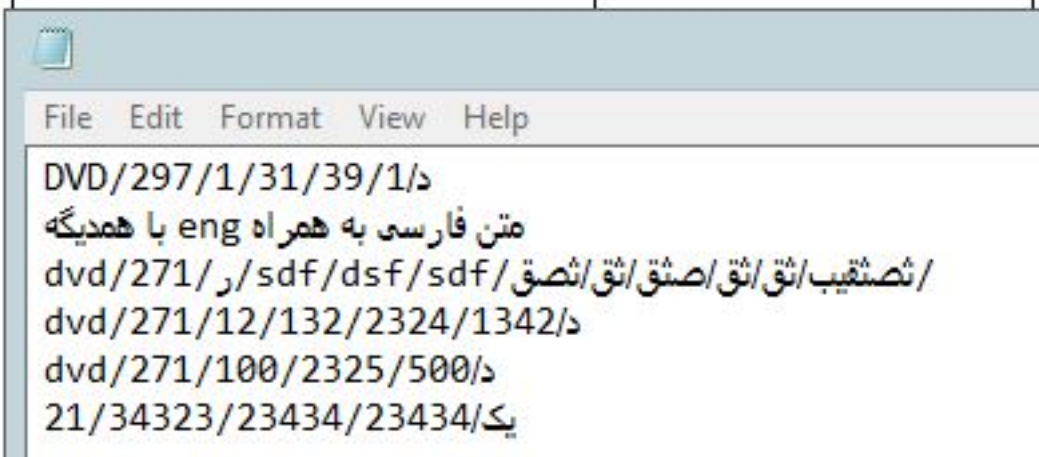 DVD/297/1/31/39/1/د
متن فارسی به همراه eng با همدیگه
dvd/271/ر/sdf/dsf/sdf/ثصثقیب/ثق/ثق/صثق/ثق/ثصق/
dvd/271/12/132/2324/1342/د
dvd/271/100/2325/500/د
21/34323/23434/23434/یک
File Edit Format View Help